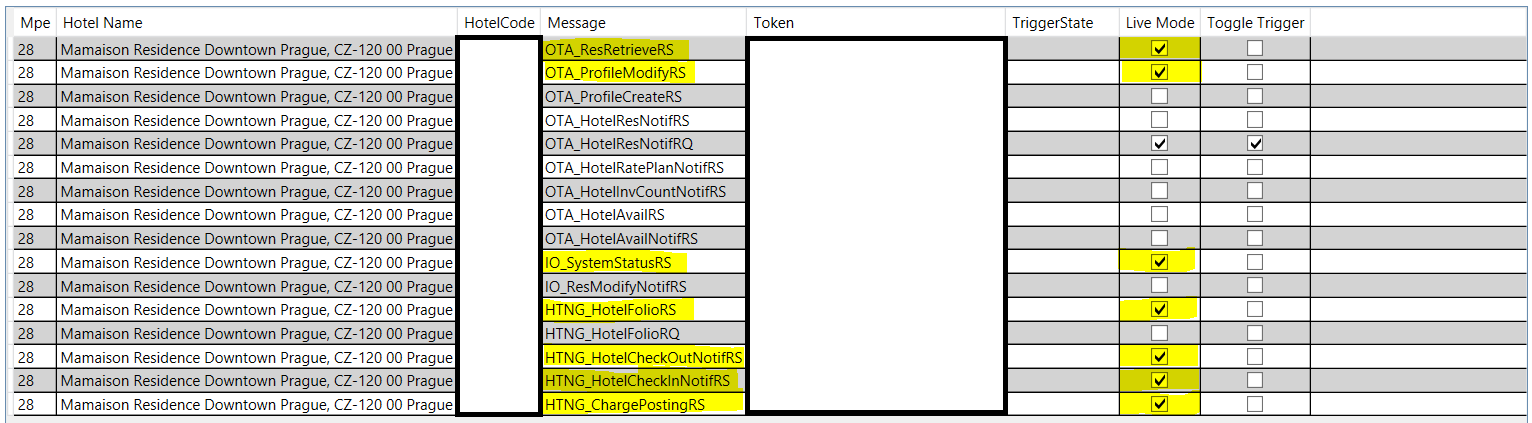 Mpe Hotel Name HotelCode Message Token TriggerState Live Mode Toggle Trigger
28 Mamaison Residence Downtown Prague, CZ-120 00 Prague OTA_ResRetrieveRS
28 Mamaison Residence Downtown Prague, CZ-120 00 Prague OTA_ProfileModifyRS
28 Mamaison Residence Downtown Prague, CZ-120 00 Prague OTA_ProfileCreateRS
28 Mamaison Residence Downtown Prague, CZ-120 00 Prague OTA_HotelResNotifRS
28 Mamaison Residence Downtown Prague, CZ-120 00 Prague OTA_HotelResNotifRQ
28 Mamaison Residence Downtown Prague, CZ-120 00 Prague OTA_HotelRatePlanNotifRS
28 Mamaison Residence Downtown Prague, CZ-120 00 Prague OTA_HotelInvCountNotifRS
28 Mamaison Residence Downtown Prague, CZ-120 00 Prague OTA_HotelAvailRS
28 Mamaison Residence Downtown Prague, CZ-120 00 Prague OTA_HotelAvailNotifRS
28 Mamaison Residence Downtown Prague, CZ-120 00 Prague IO_SystemStatusRS
28 Mamaison Residence Downtown Prague, CZ-120 00 Prague IO_ResModifyNotifRS
28 Mamaison Residence Downtown Prague, CZ-120 00 Prague HTNG_HotelFolioRS
28 Mamaison Residence Downtown Prague, CZ-120 00 Prague HTNG_HotelFolioRQ
28 Mamaison Residence Downtown Prague, CZ-120 00 Prague HTNG_HotelCheckOutNotifRS
28 Mamaison Residence Downtown Prague, CZ-120 00 Prague HTNG_HotelCheckInNotifRS
28 Mamaison Residence Downtown Prague, CZ-120 00 Prague HTNG_ChargePostingRS